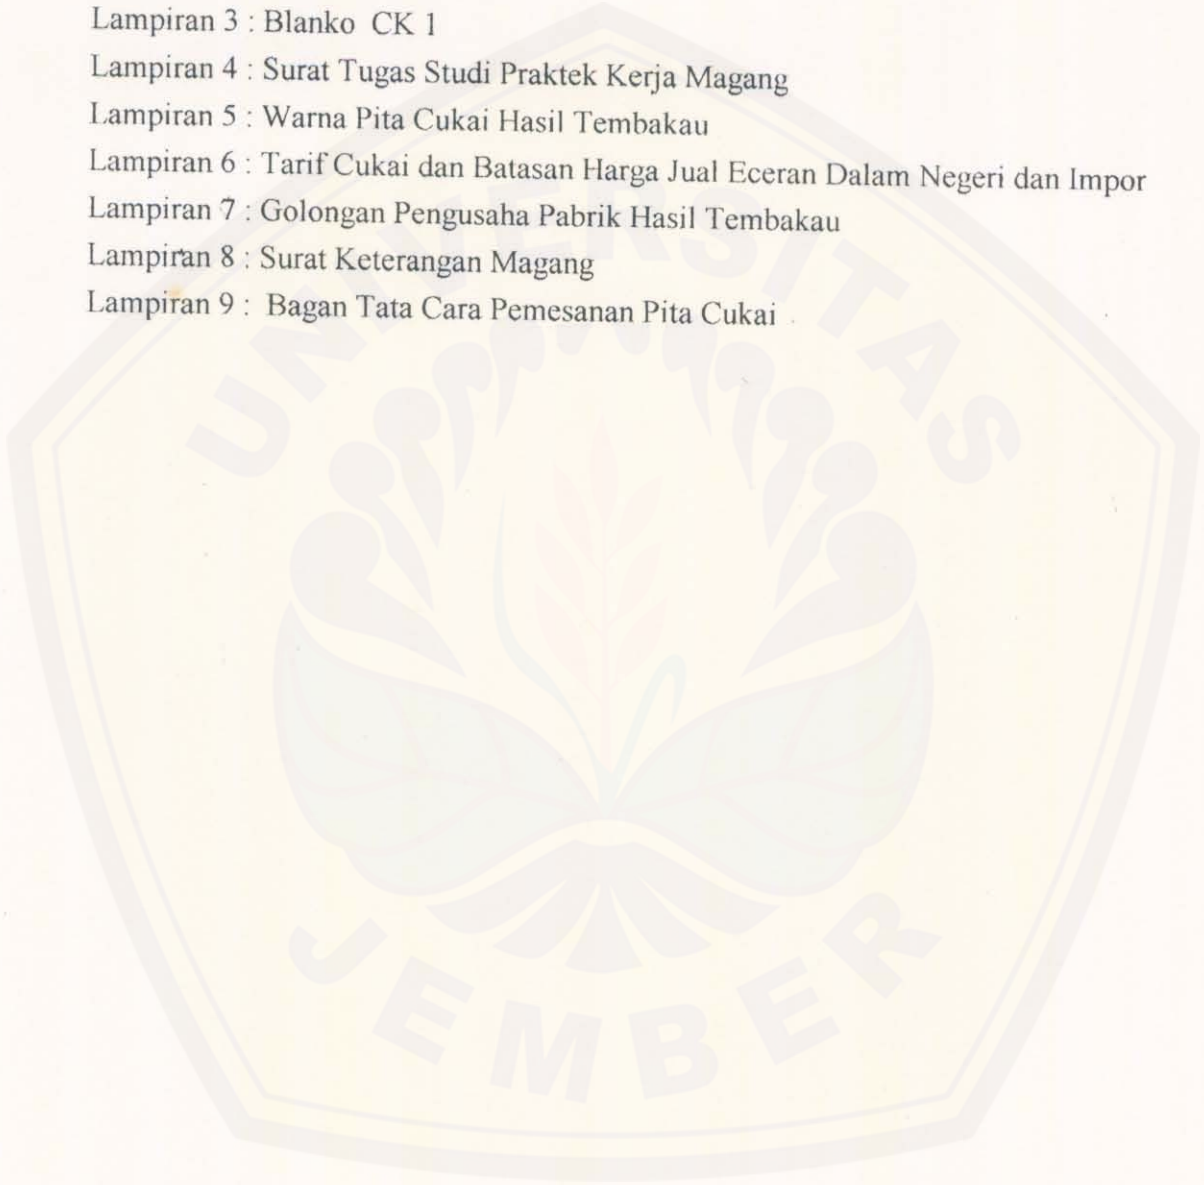 Lampiran 3 : Blanko CK 1
Lampiran 4 : Surat Tugas Studi Praktek Kerja Magang
Lampiran 5 : Warna Pita Cukai Hasil Tembakau
Lampiran 6 : Tarif Cukai dan Batasan Harga Jual Eceran Dalam Negeri dan Impor
Lampiran 7 : Golongan Pengusaha Pabrik Hasil Tembakau
Lampiran 8 : Surat Keterangan Magang
Lampiran 9 : Bagan Tata Cara Pemesanan Pita Cukai
UNIVERSITAS
JEMBER